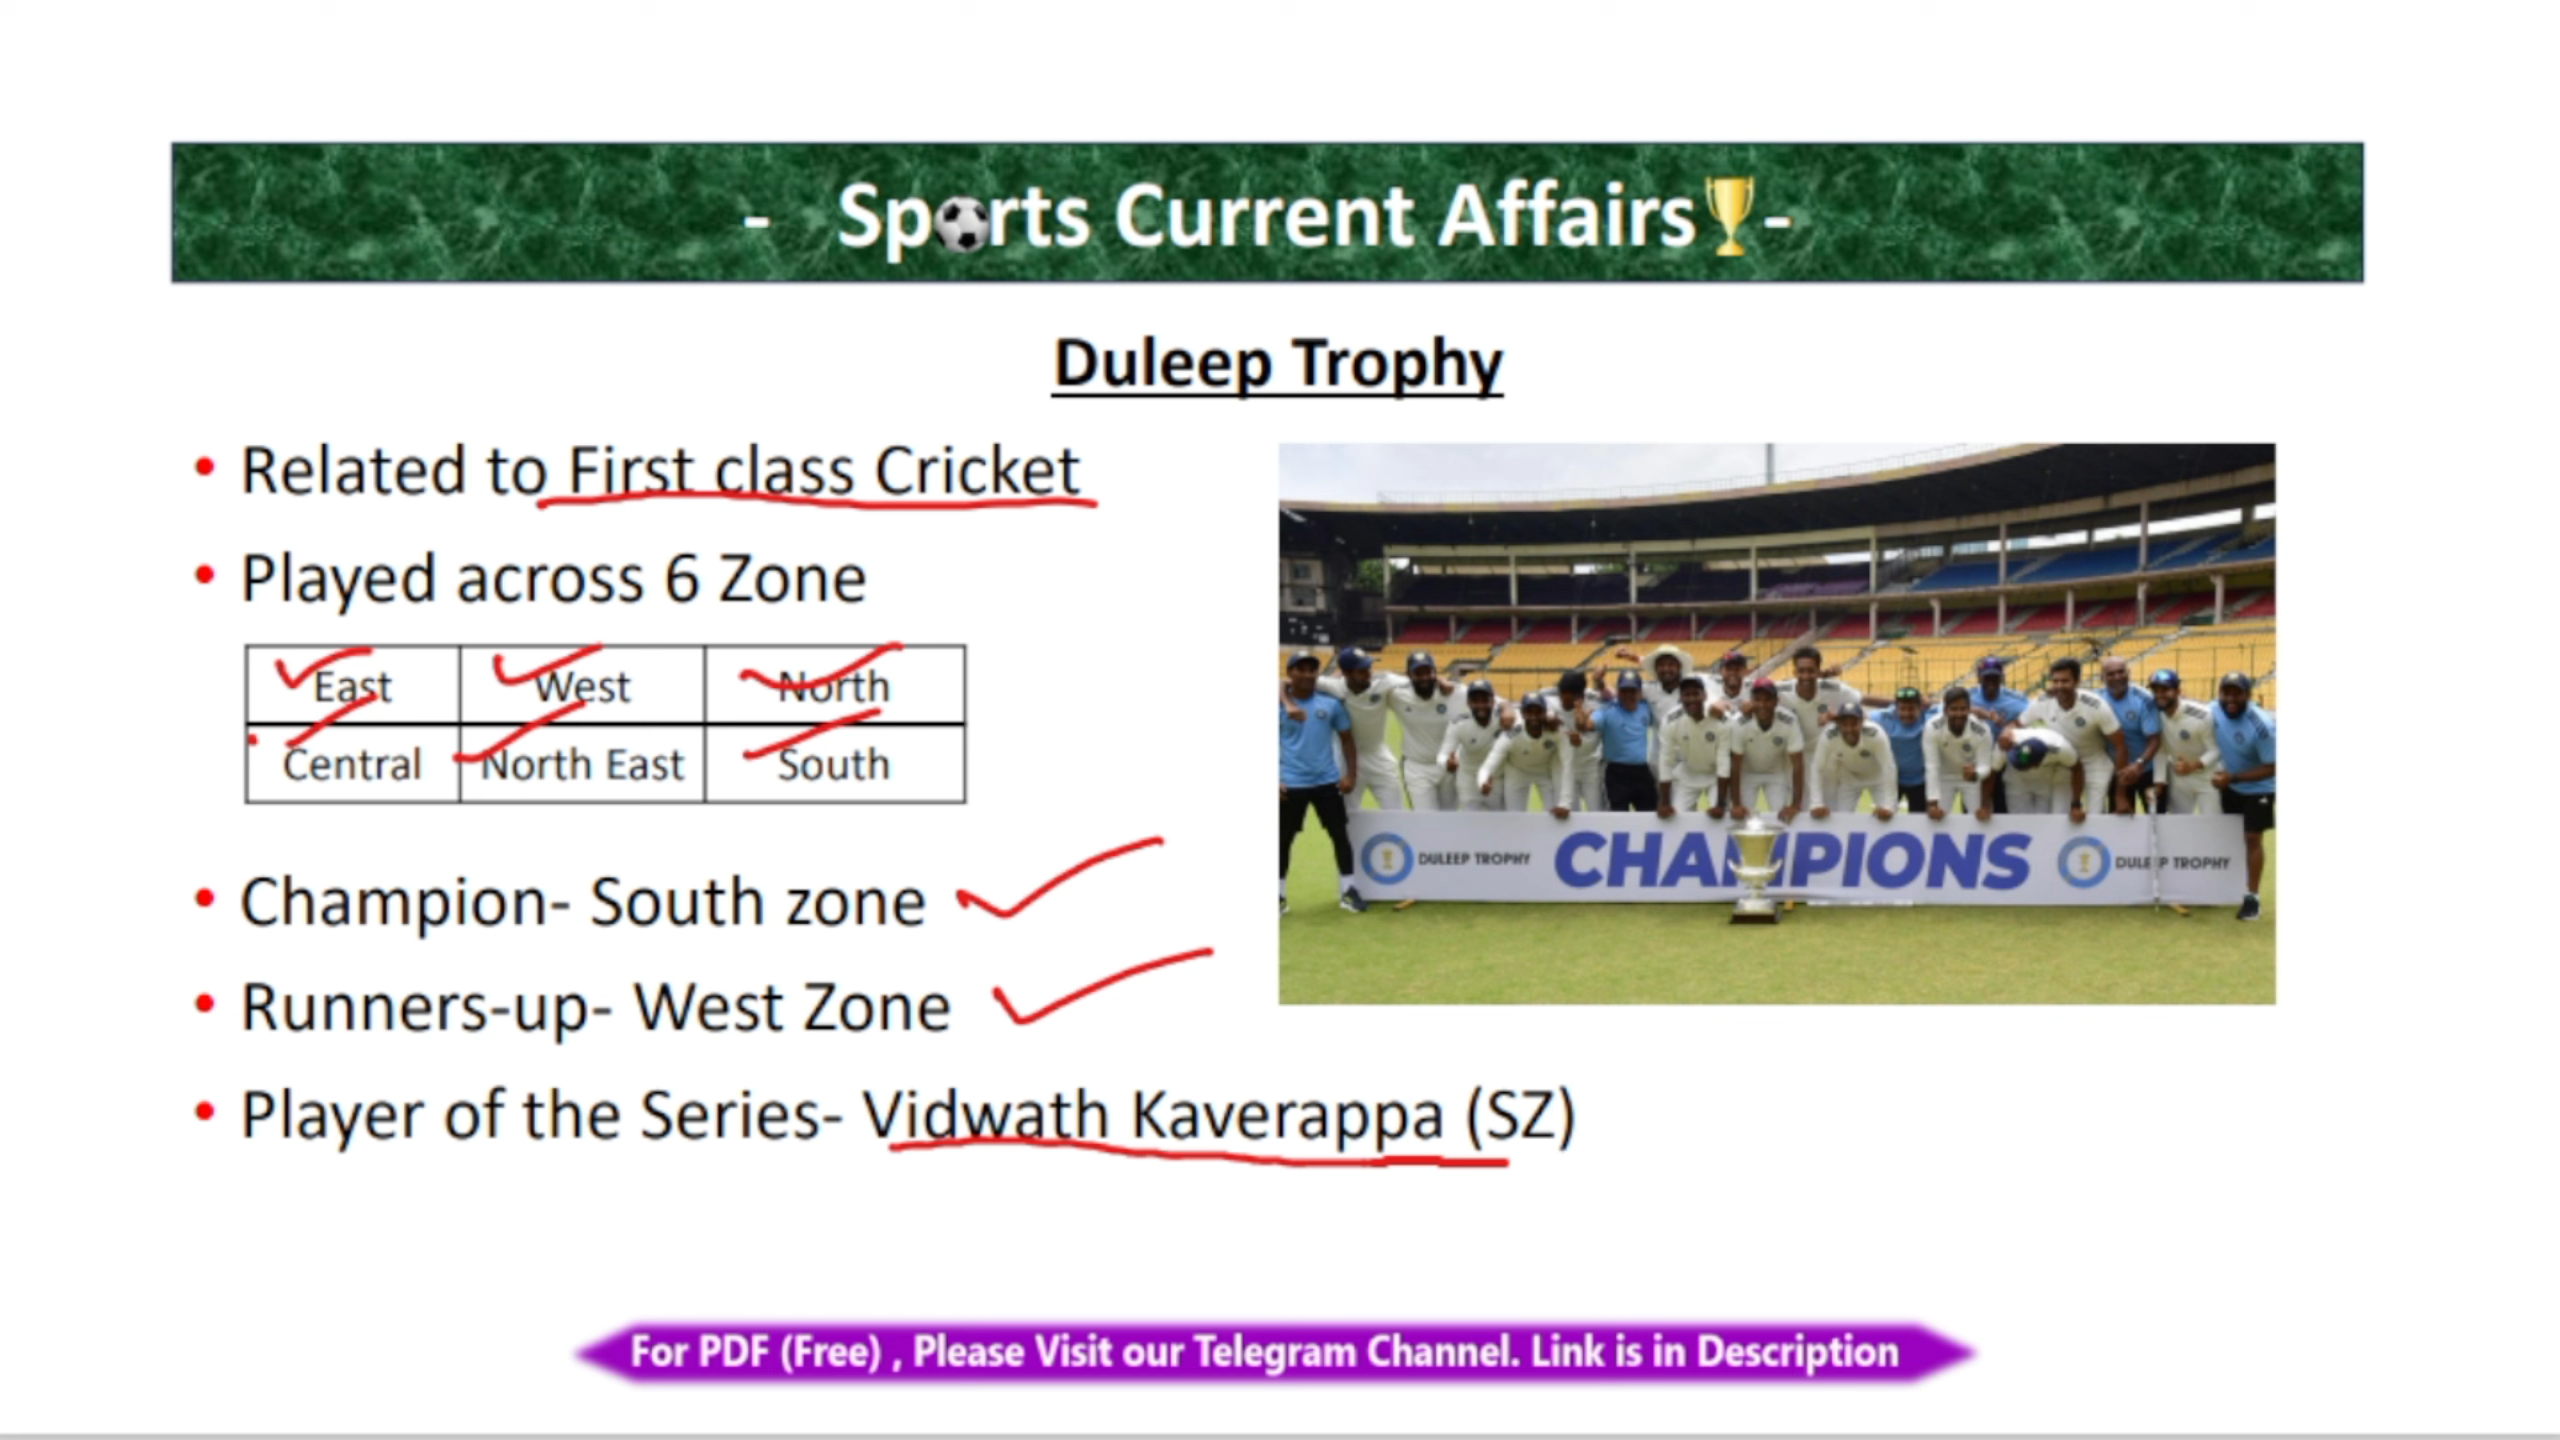 - Sports Current Affairs🏆-
Duleep Trophy
• Related to First class Cricket
• Played across 6 Zone
East West North
Central North East South
• Champion- South zone
• Runners-up- West Zone
• Player of the Series- Vidwath Kaverappa (SZ)
DULEEP TROPHY CHAMPIONS DULEEP TROPHY
For PDF (Free) , Please Visit our Telegram Channel. Link is in Description